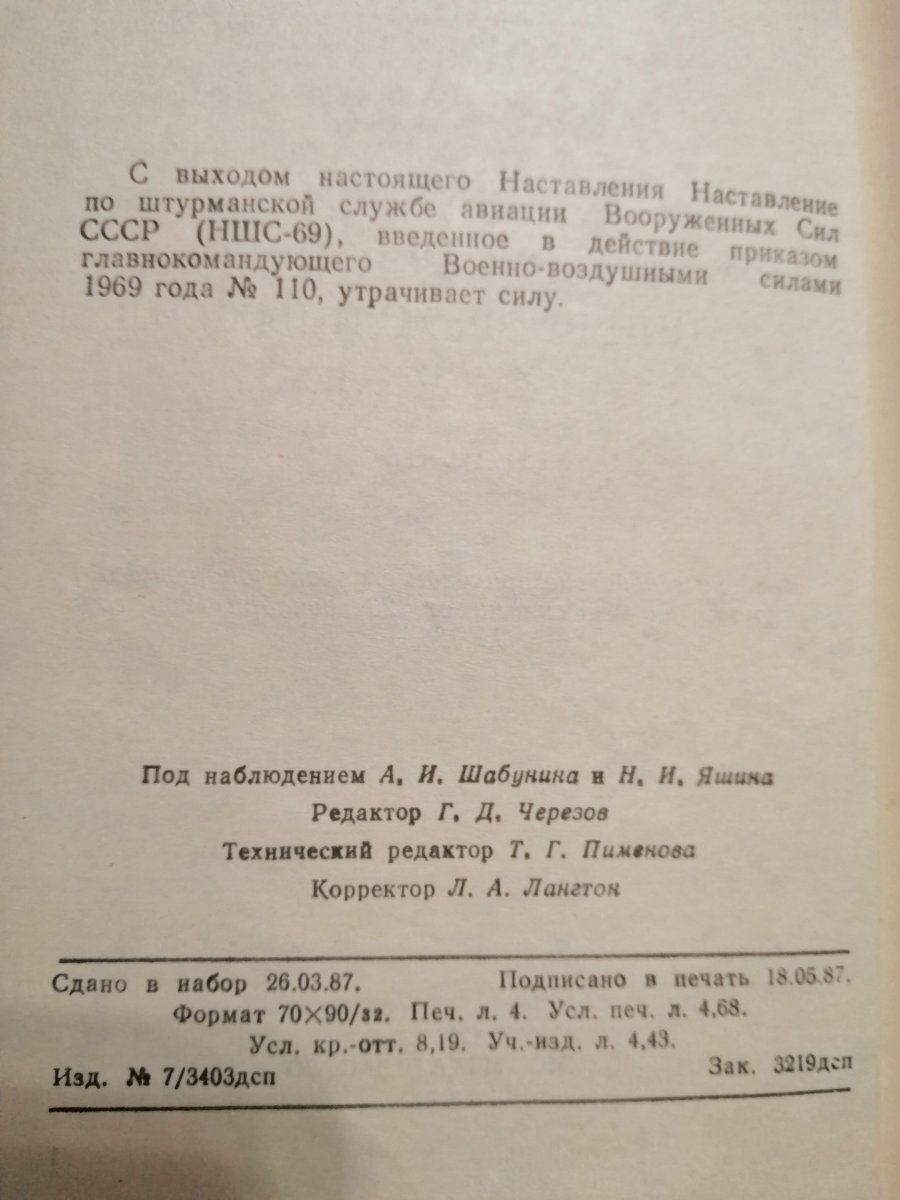 С выходом настоящего Наставления Наставление
по штурманской службе авиации Вооруженных Сил
СССР (НШС-69), введенное в действие приказом
главнокомандующего Военно-воздушными силами
1969 года № 110, утрачивает силу.
Под наблюдением А. И. Шабунина и Н. И. Яшина
Редактор Г. Д. Черезов
Технический редактор Т. Г. Пименова
Корректор Л. А. Лангтон
Сдано в набор 26.03.87. Подписано в печать 18.05.87.
Формат 70×90/32. Печ. л. 4. Усл. печ. л. 4,68.
Усл. кр.-отт. 8,19. Уч.-изд. л. 4,43.
Изд. № 7/3403дсп Зак. 3219дсп